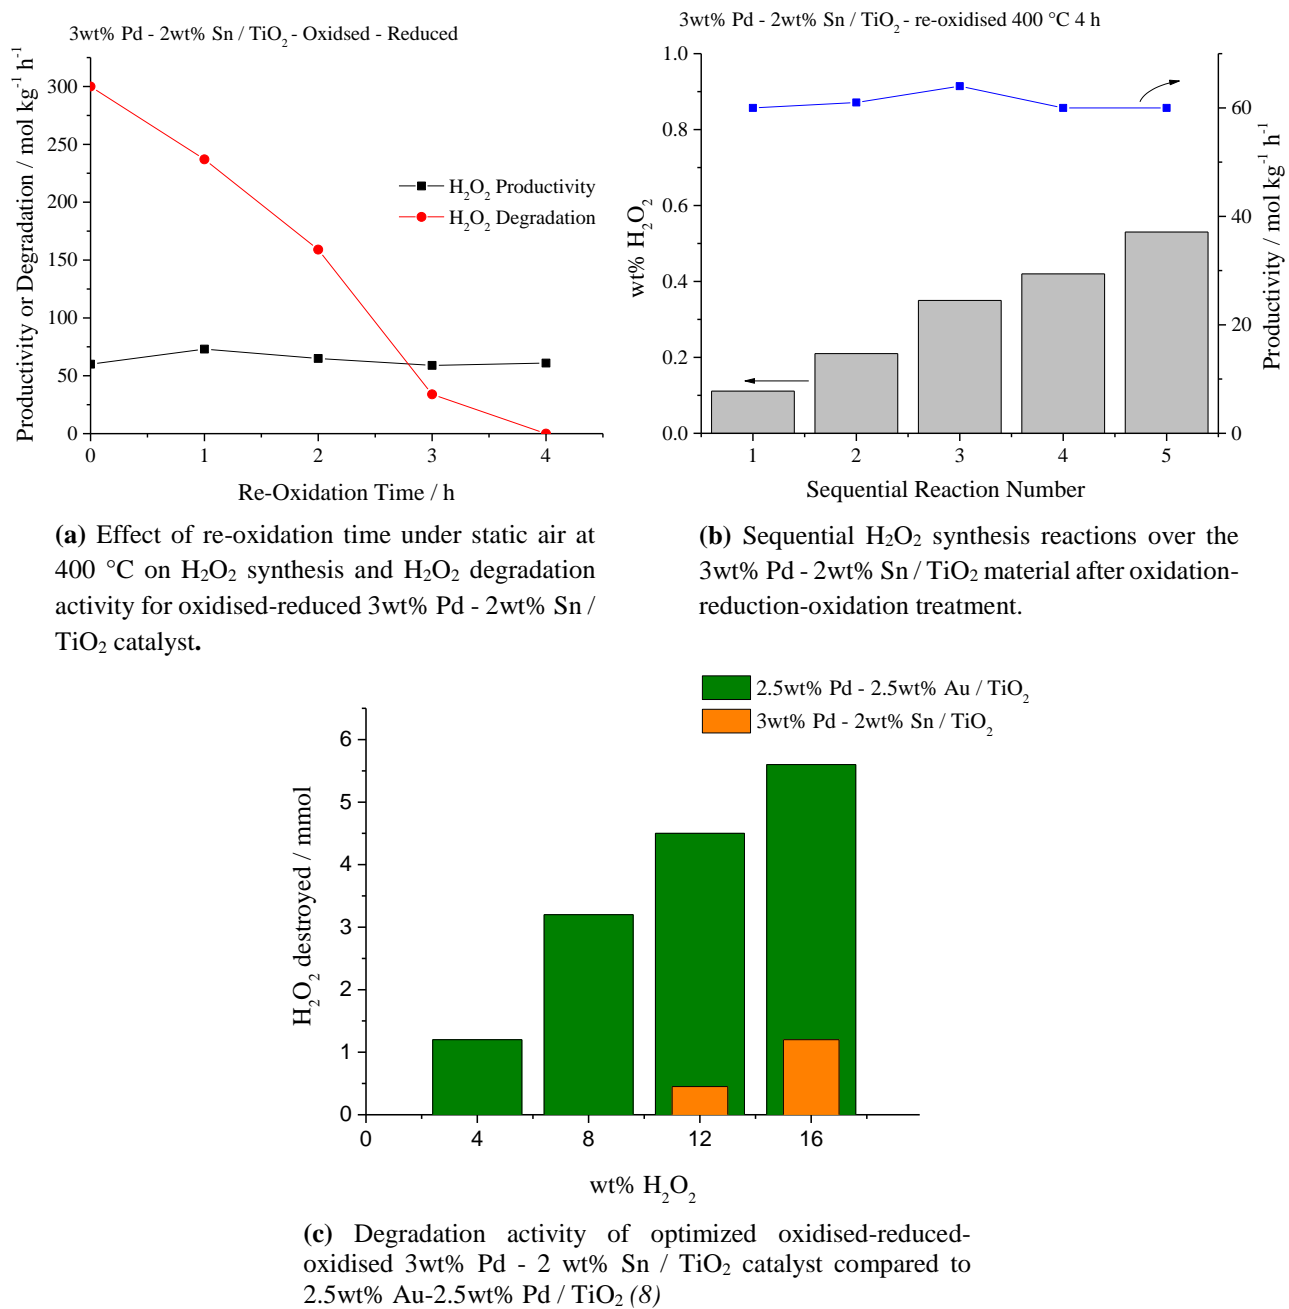 3wt% Pd - 2wt% Sn / TiO₂ - Oxidsed - Reduced
Productivity or Degradation / mol kg⁻¹ h⁻¹
300
250
200
150
100
50
0
H₂O₂ Productivity
H₂O₂ Degradation
0 1 2 3 4
Re-Oxidation Time / h
(a) Effect of re-oxidation time under static air at
400 °C on H₂O₂ synthesis and H₂O₂ degradation
activity for oxidised-reduced 3wt% Pd - 2wt% Sn /
TiO₂ catalyst.
3wt% Pd - 2wt% Sn / TiO₂ - re-oxidised 400 °C 4 h
wt% H₂O₂
1.0
0.8
0.6
0.4
0.2
0.0
60
40
20
0
Productivity / mol kg⁻¹ h⁻¹
1 2 3 4 5
Sequential Reaction Number
(b) Sequential H₂O₂ synthesis reactions over the
3wt% Pd - 2wt% Sn / TiO₂ material after oxidation-
reduction-oxidation treatment.
2.5wt% Pd - 2.5wt% Au / TiO₂
3wt% Pd - 2wt% Sn / TiO₂
H₂O₂ destroyed / mmol
6
5
4
3
2
1
0
0 4 8 12 16
wt% H₂O₂
(c) Degradation activity of optimized oxidised-reduced-
oxidised 3wt% Pd - 2 wt% Sn / TiO₂ catalyst compared to
2.5wt% Au-2.5wt% Pd / TiO₂ (8)